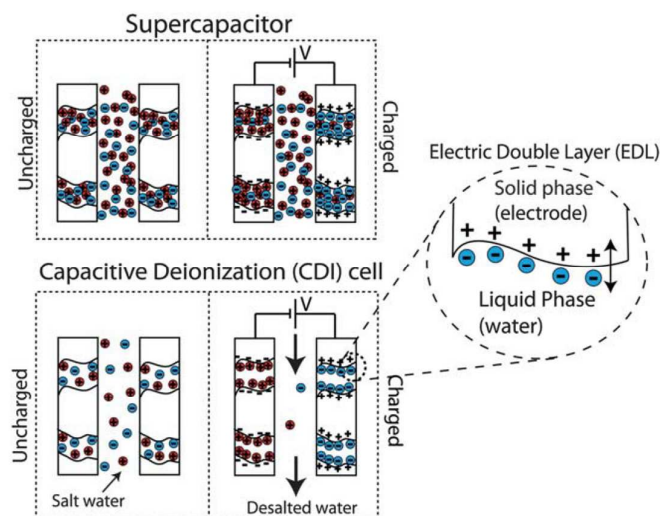 Supercapacitor
V
Uncharged
Charged
Electric Double Layer (EDL)
Solid phase
(electrode)
Liquid Phase
(water)
Capacitive Deionization (CDI) cell
V
Uncharged
Charged
Salt water
Desalted water